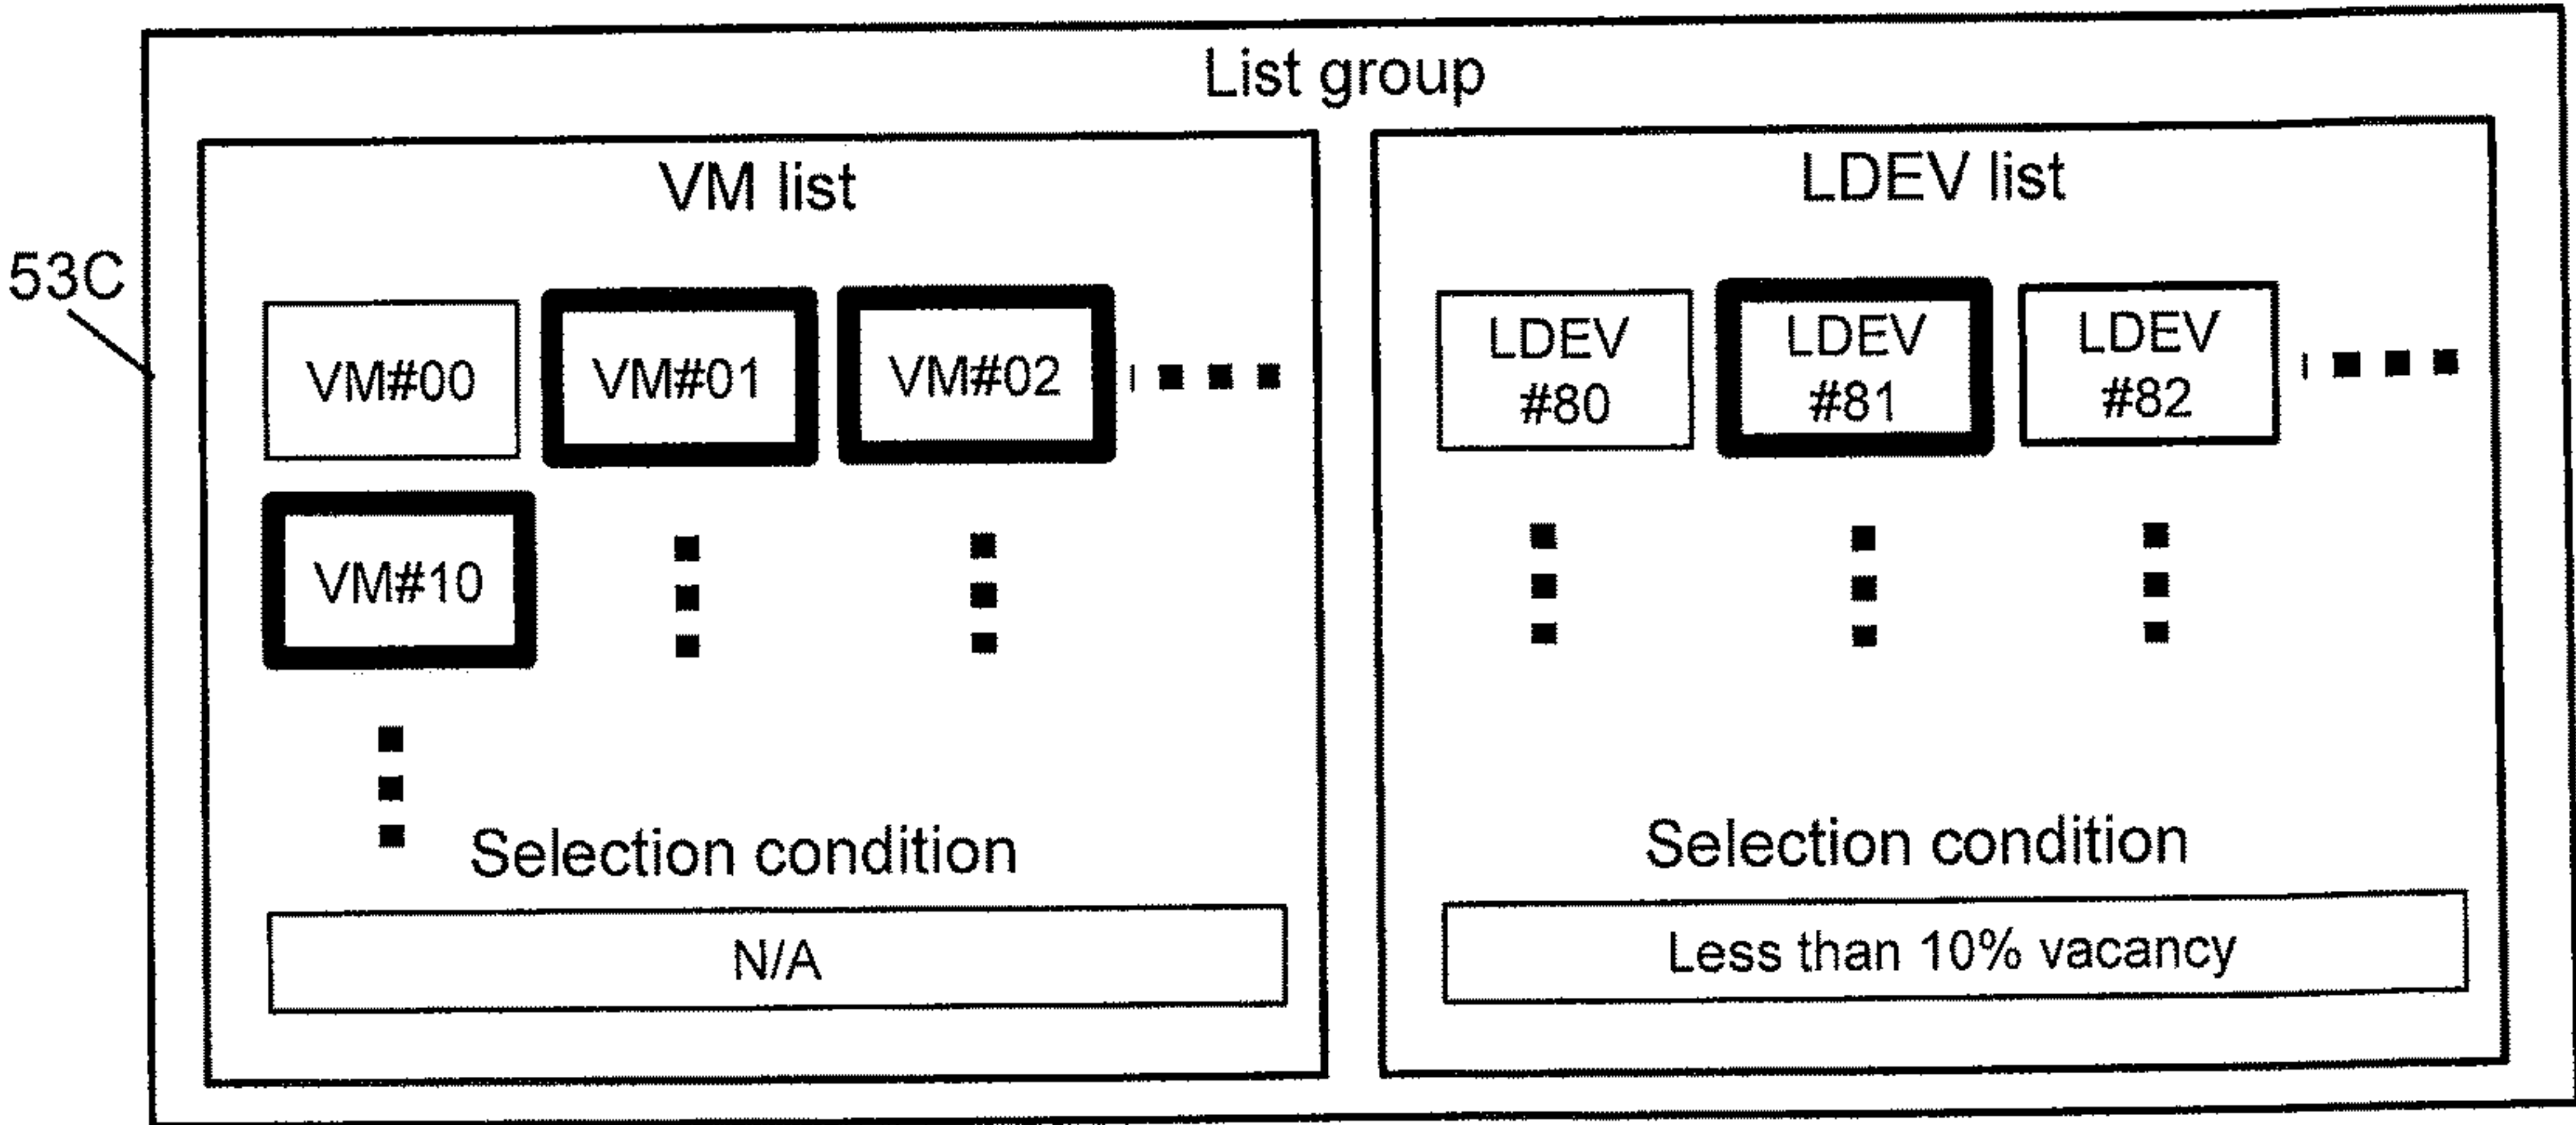 List group
VM list
LDEV list
53C
VM#00
VM#01
VM#02
LDEV
#80
LDEV
#81
LDEV
#82
VM#10
Selection condition
N/A
Selection condition
Less than 10% vacancy